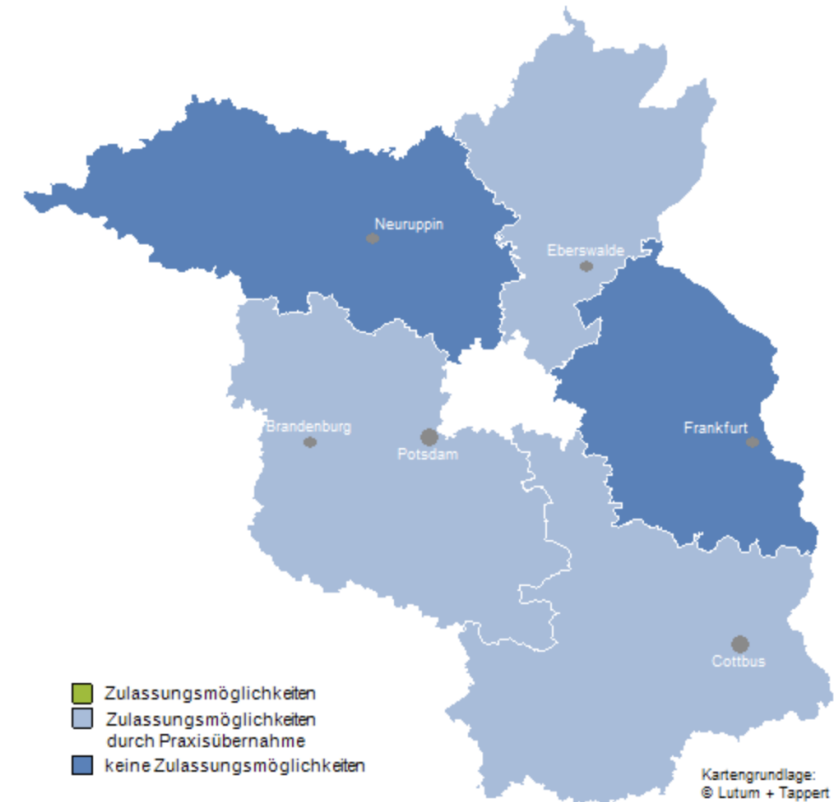 Neuruppin
Eberswalde
Brandenburg
Potsdam
Frankfurt
Cottbus
Zulassungsmöglichkeiten
Zulassungsmöglichkeiten
durch Praxisübernahme
keine Zulassungsmöglichkeiten
Kartengrundlage:
© Lutum + Tappert